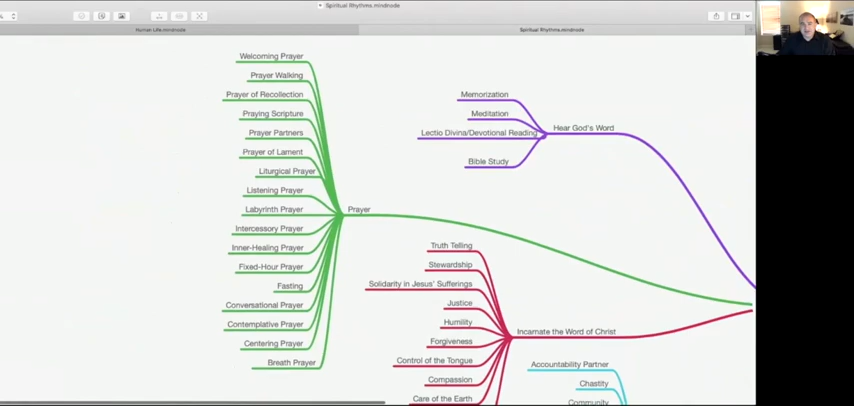 Spiritual Rhythms.mindnode
Human Life.mindnode
Spiritual Rhythms.mindnode
Welcoming Prayer
Prayer Walking
Prayer of Recollection
Praying Scripture
Prayer Partners
Prayer of Lament
Liturgical Prayer
Listening Prayer
Labyrinth Prayer
Intercessory Prayer
Inner-Healing Prayer
Fixed-Hour Prayer
Fasting
Conversational Prayer
Contemplative Prayer
Centering Prayer
Breath Prayer
Prayer
Memorization
Meditation
Lectio Divina/Devotional Reading
Bible Study
Hear God's Word
Truth Telling
Stewardship
Solidarity in Jesus' Sufferings
Justice
Humility
Forgiveness
Control of the Tongue
Compassion
Care of the Earth
Incarnate the Word of Christ
Accountability Partner
Chastity
Community